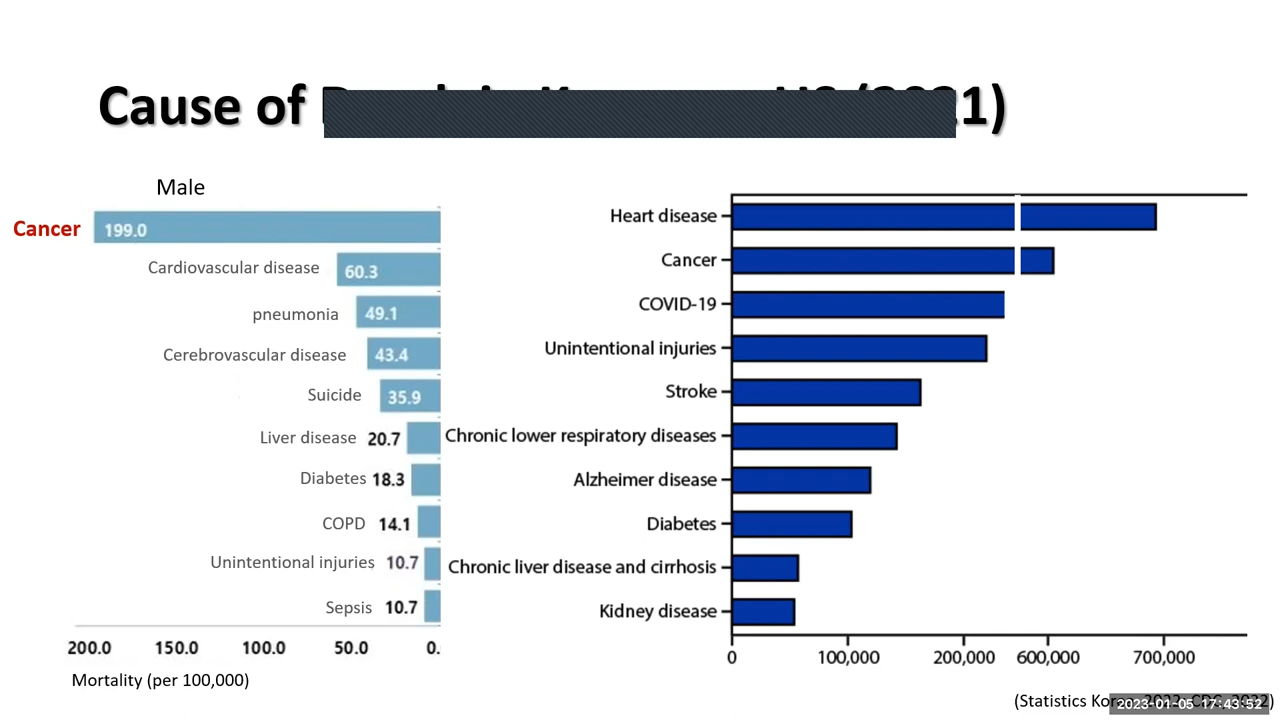 Cause of
1)
Male
Cancer 199.0
Cardiovascular disease 60.3
pneumonia 49.1
Cerebrovascular disease 43.4
Suicide 35.9
Liver disease 20.7
Diabetes 18.3
COPD 14.1
Unintentional injuries 10.7
Sepsis 10.7
200.0 150.0 100.0 50.0 0.
Mortality (per 100,000)
Heart disease
Cancer
COVID-19
Unintentional injuries
Stroke
Chronic lower respiratory diseases
Alzheimer disease
Diabetes
Chronic liver disease and cirrhosis
Kidney disease
0 100,000 200,000 600,000 700,000
(Statistics
2023-01-05 17:43:52